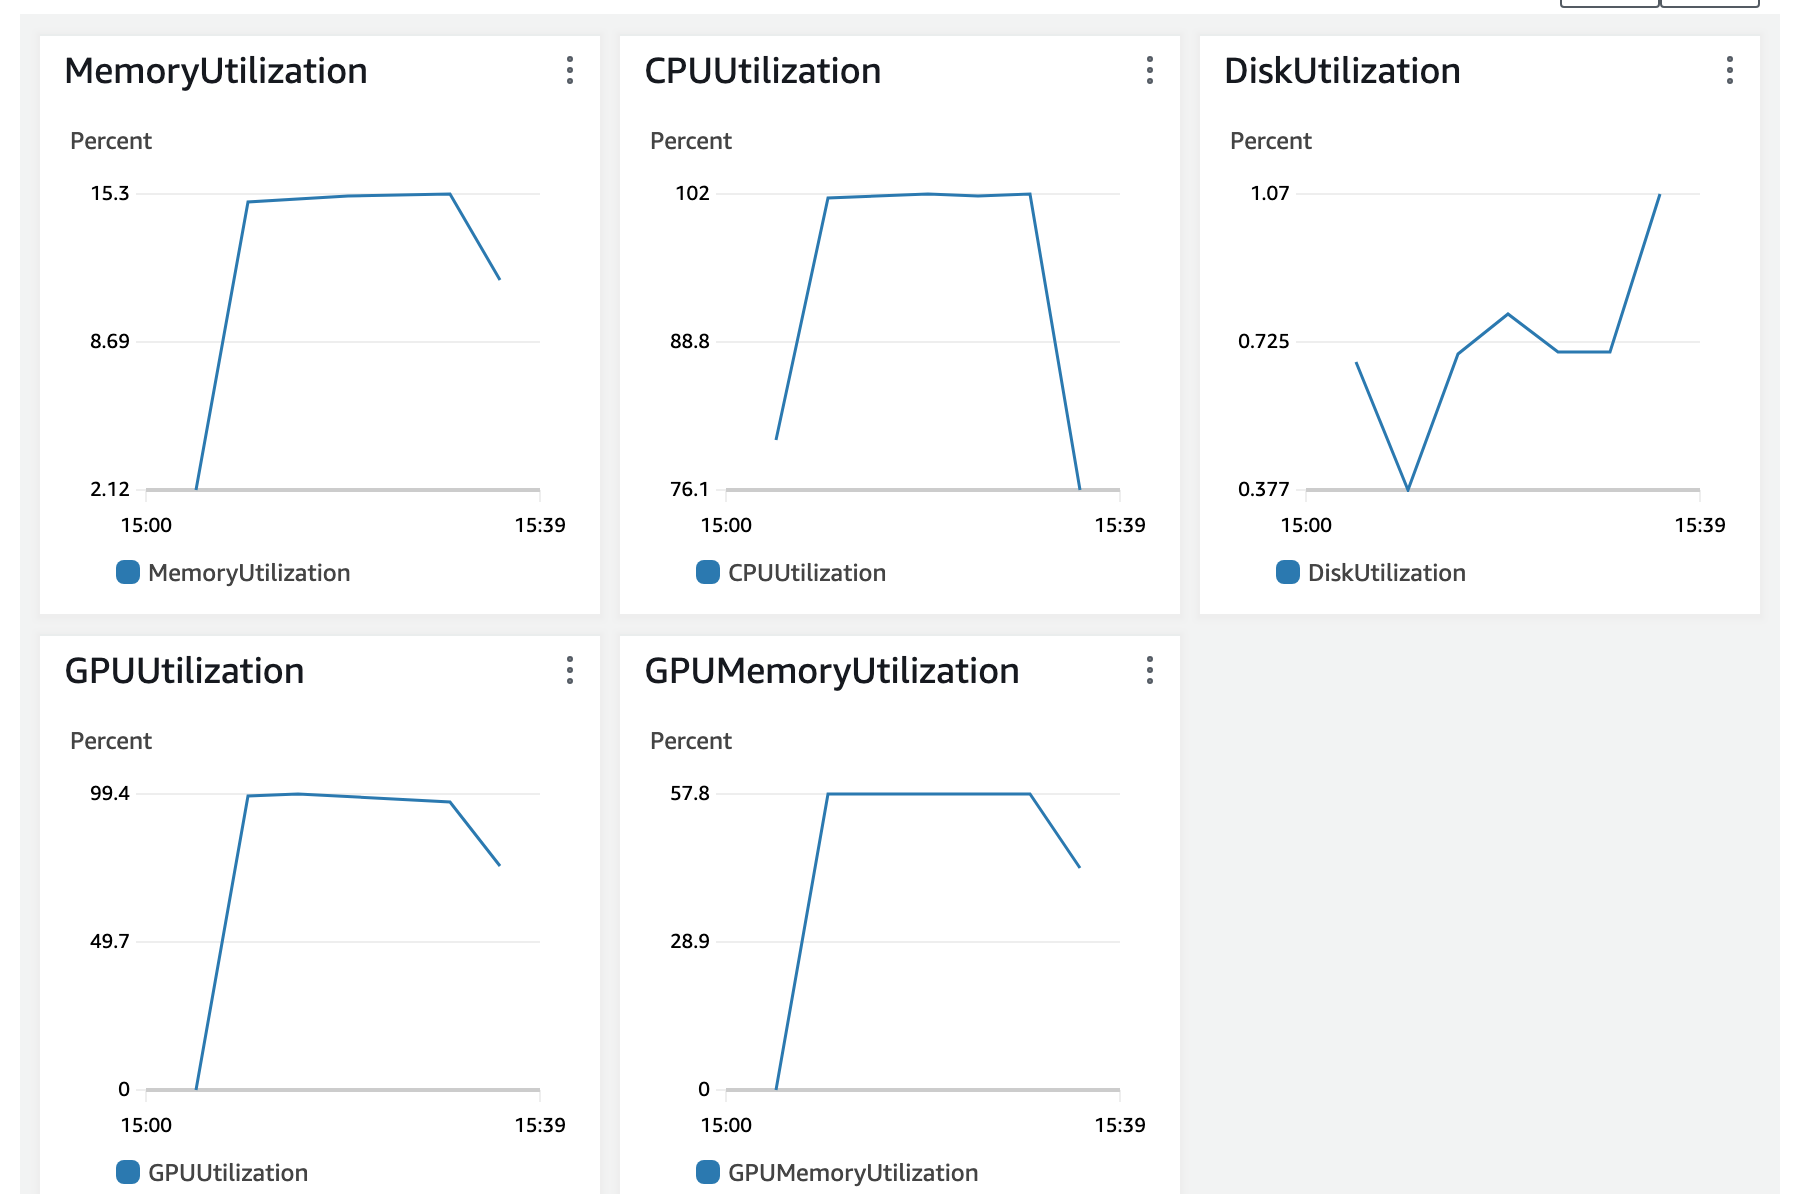 MemoryUtilization
Percent
15.3
8.69
2.12
15:00
15:39
MemoryUtilization
CPUUtilization
Percent
102
88.8
76.1
15:00
15:39
CPUUtilization
DiskUtilization
Percent
1.07
0.725
0.377
15:00
15:39
DiskUtilization
GPUUtilization
Percent
99.4
49.7
0
15:00
15:39
GPUUtilization
GPUMemoryUtilization
Percent
57.8
28.9
0
15:00
15:39
GPUMemoryUtilization